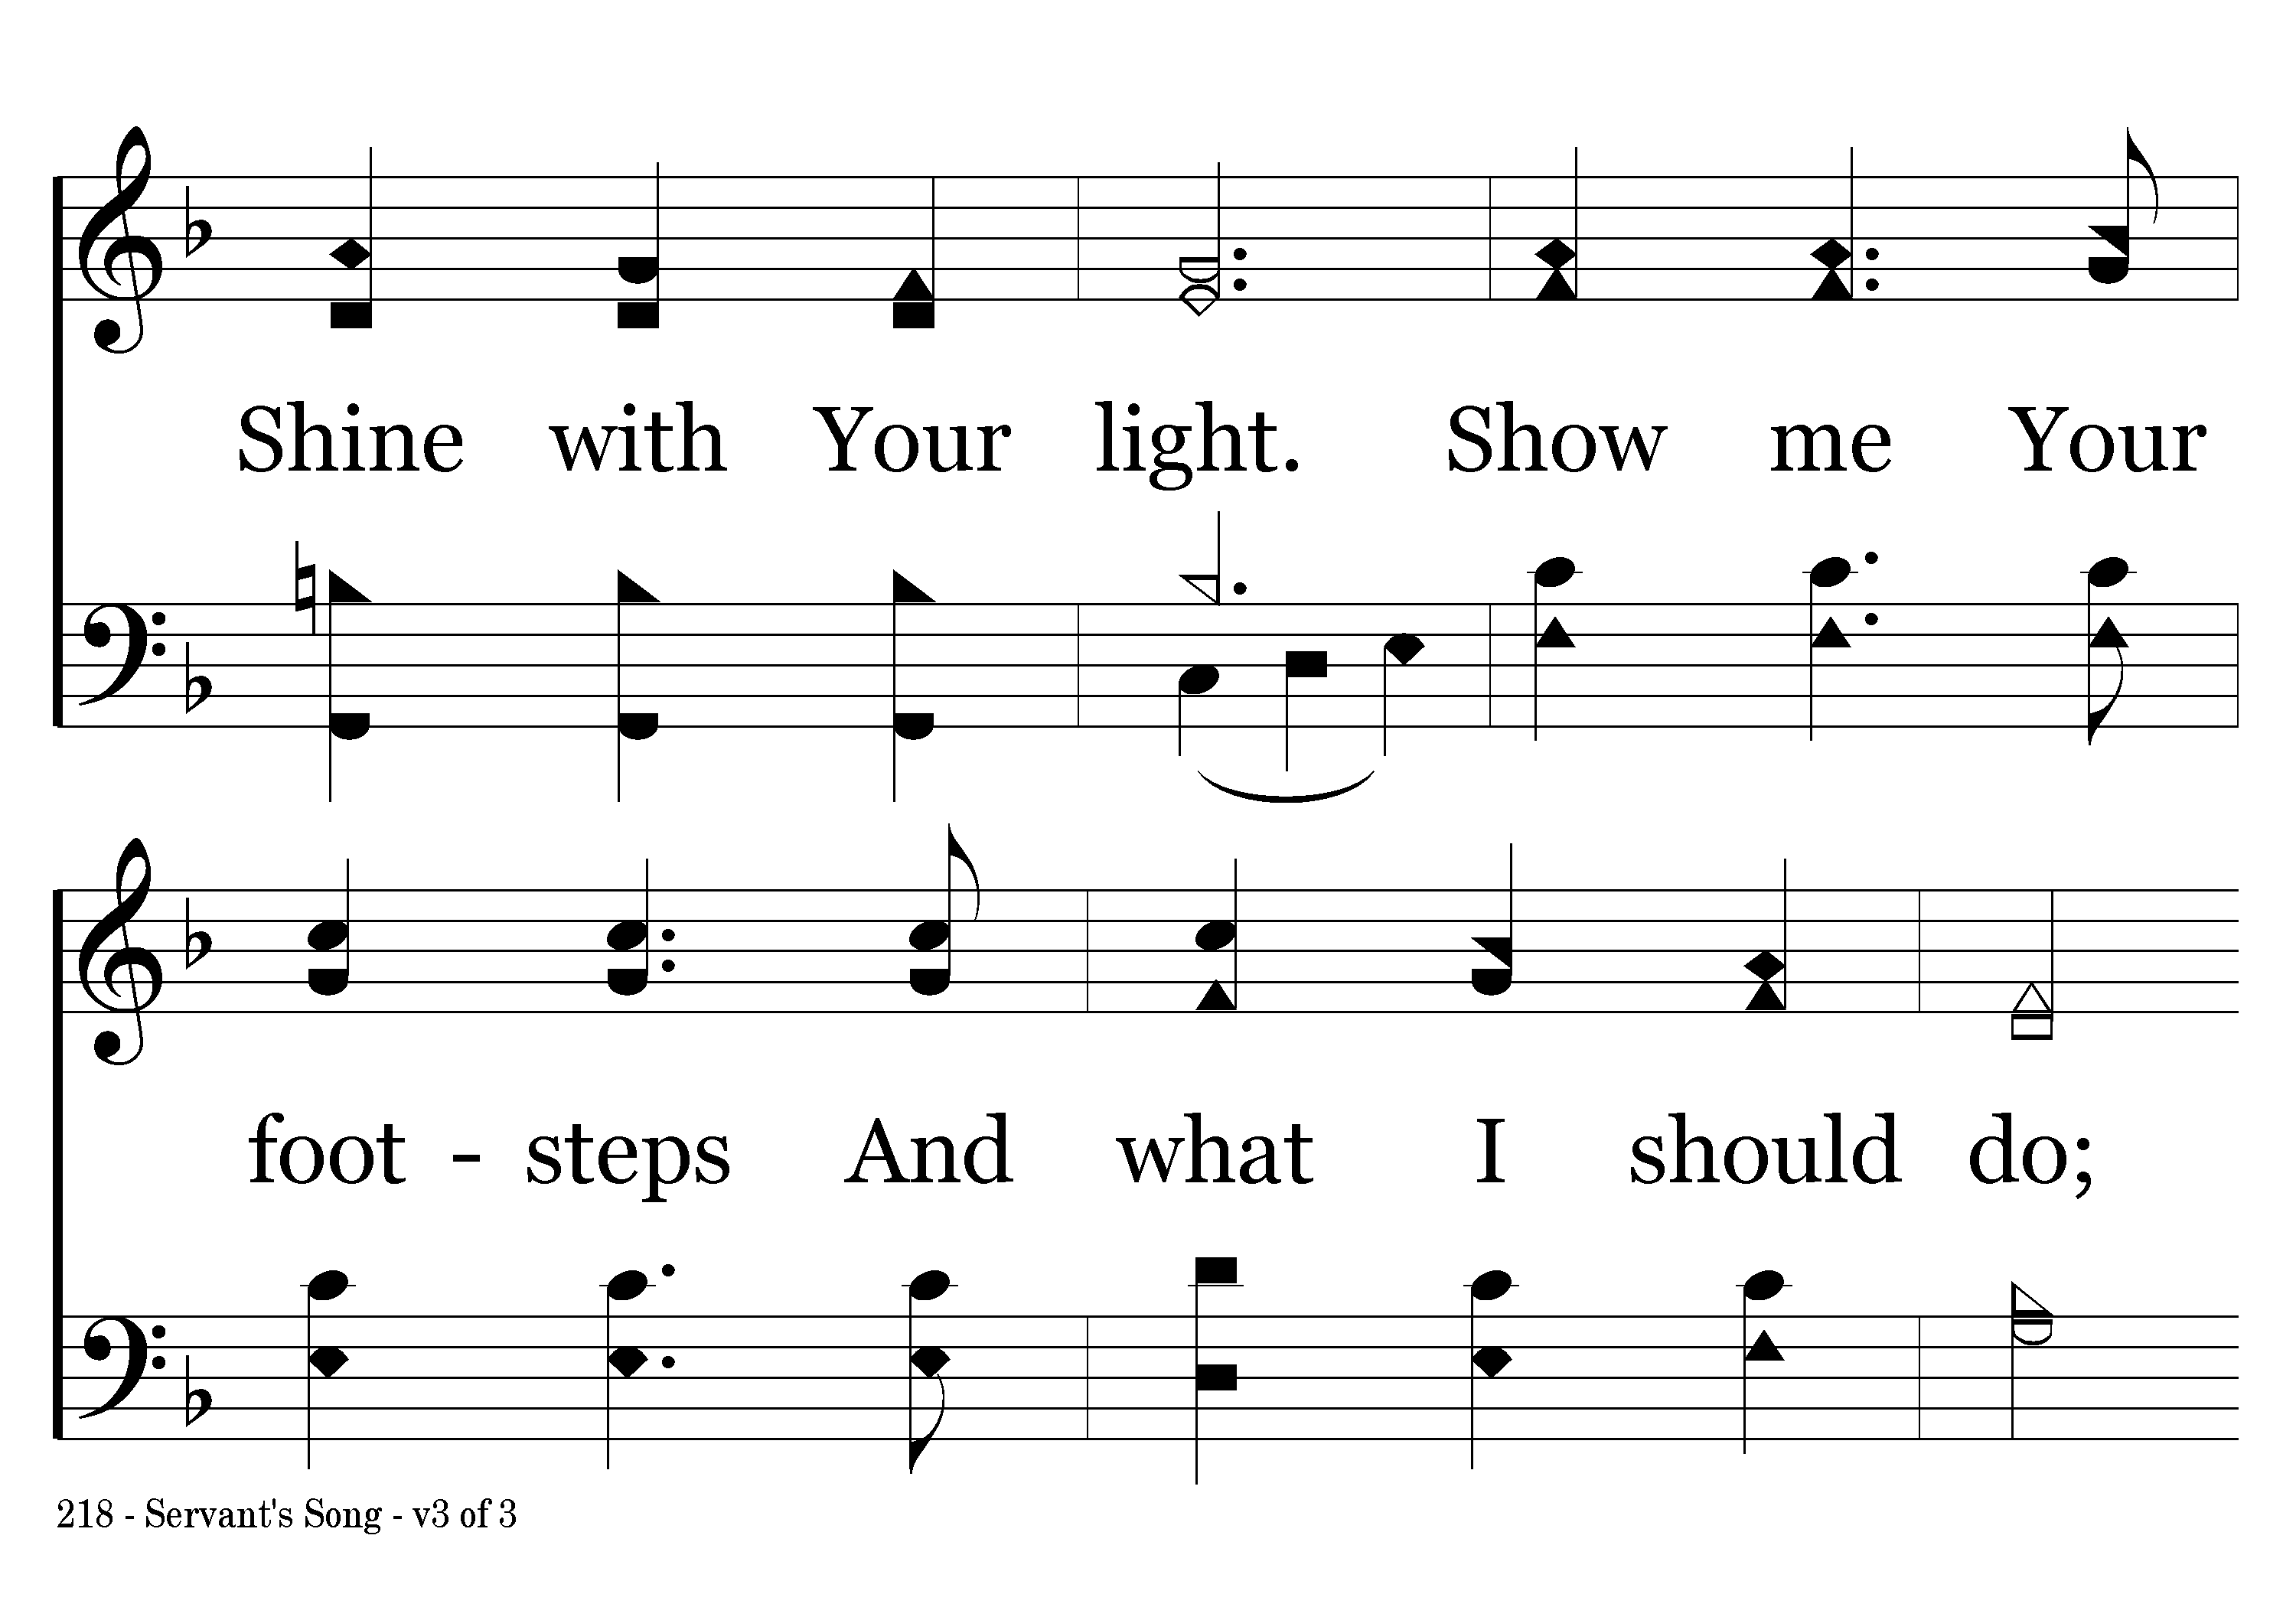 Shine with Your light. Show me Your
foot - steps And what I should do;
218 - Servant's Song - v3 of 3